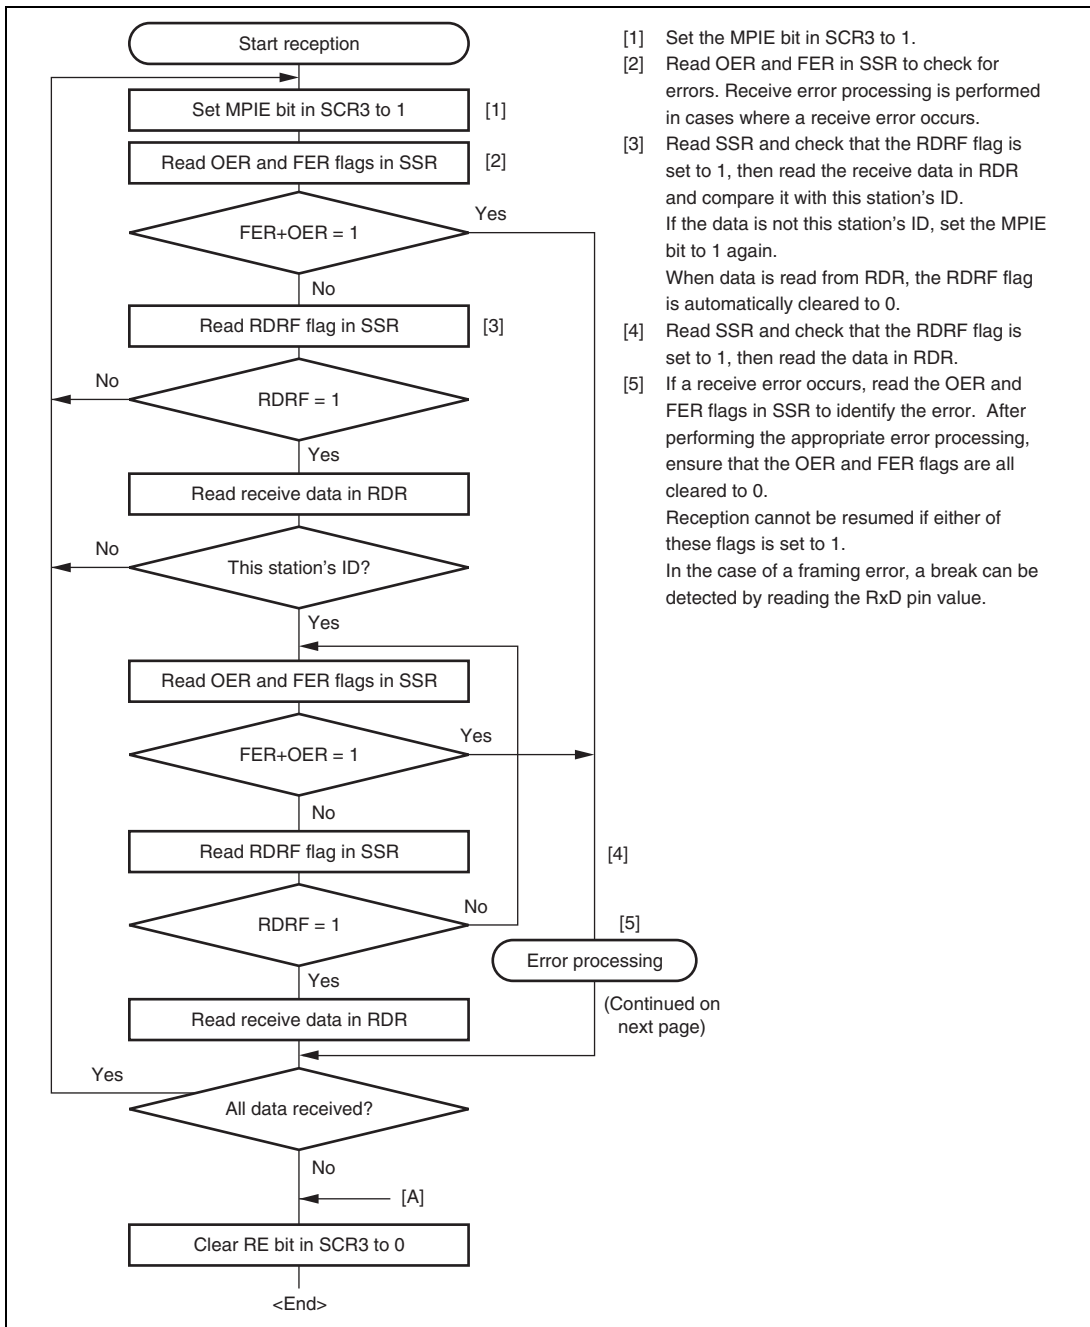 Start reception
Set MPIE bit in SCR3 to 1
[1]
Read OER and FER flags in SSR
[2]
Yes
FER+OER = 1
No
Read RDRF flag in SSR
[3]
No
RDRF = 1
Yes
Read receive data in RDR
No
This station's ID?
Yes
Read OER and FER flags in SSR
Yes
FER+OER = 1
No
Read RDRF flag in SSR
[4]
No
RDRF = 1
[5]
Error processing
Yes
(Continued on
next page)
Read receive data in RDR
Yes
All data received?
No
[A]
Clear RE bit in SCR3 to 0
<End>
[1] Set the MPIE bit in SCR3 to 1.
[2] Read OER and FER in SSR to check for
errors. Receive error processing is performed
in cases where a receive error occurs.
[3] Read SSR and check that the RDRF flag is
set to 1, then read the receive data in RDR
and compare it with this station's ID.
If the data is not this station's ID, set the MPIE
bit to 1 again.
When data is read from RDR, the RDRF flag
is automatically cleared to 0.
[4] Read SSR and check that the RDRF flag is
set to 1, then read the data in RDR.
[5] If a receive error occurs, read the OER and
FER flags in SSR to identify the error. After
performing the appropriate error processing,
ensure that the OER and FER flags are all
cleared to 0.
Reception cannot be resumed if either of
these flags is set to 1.
In the case of a framing error, a break can be
detected by reading the RxD pin value.